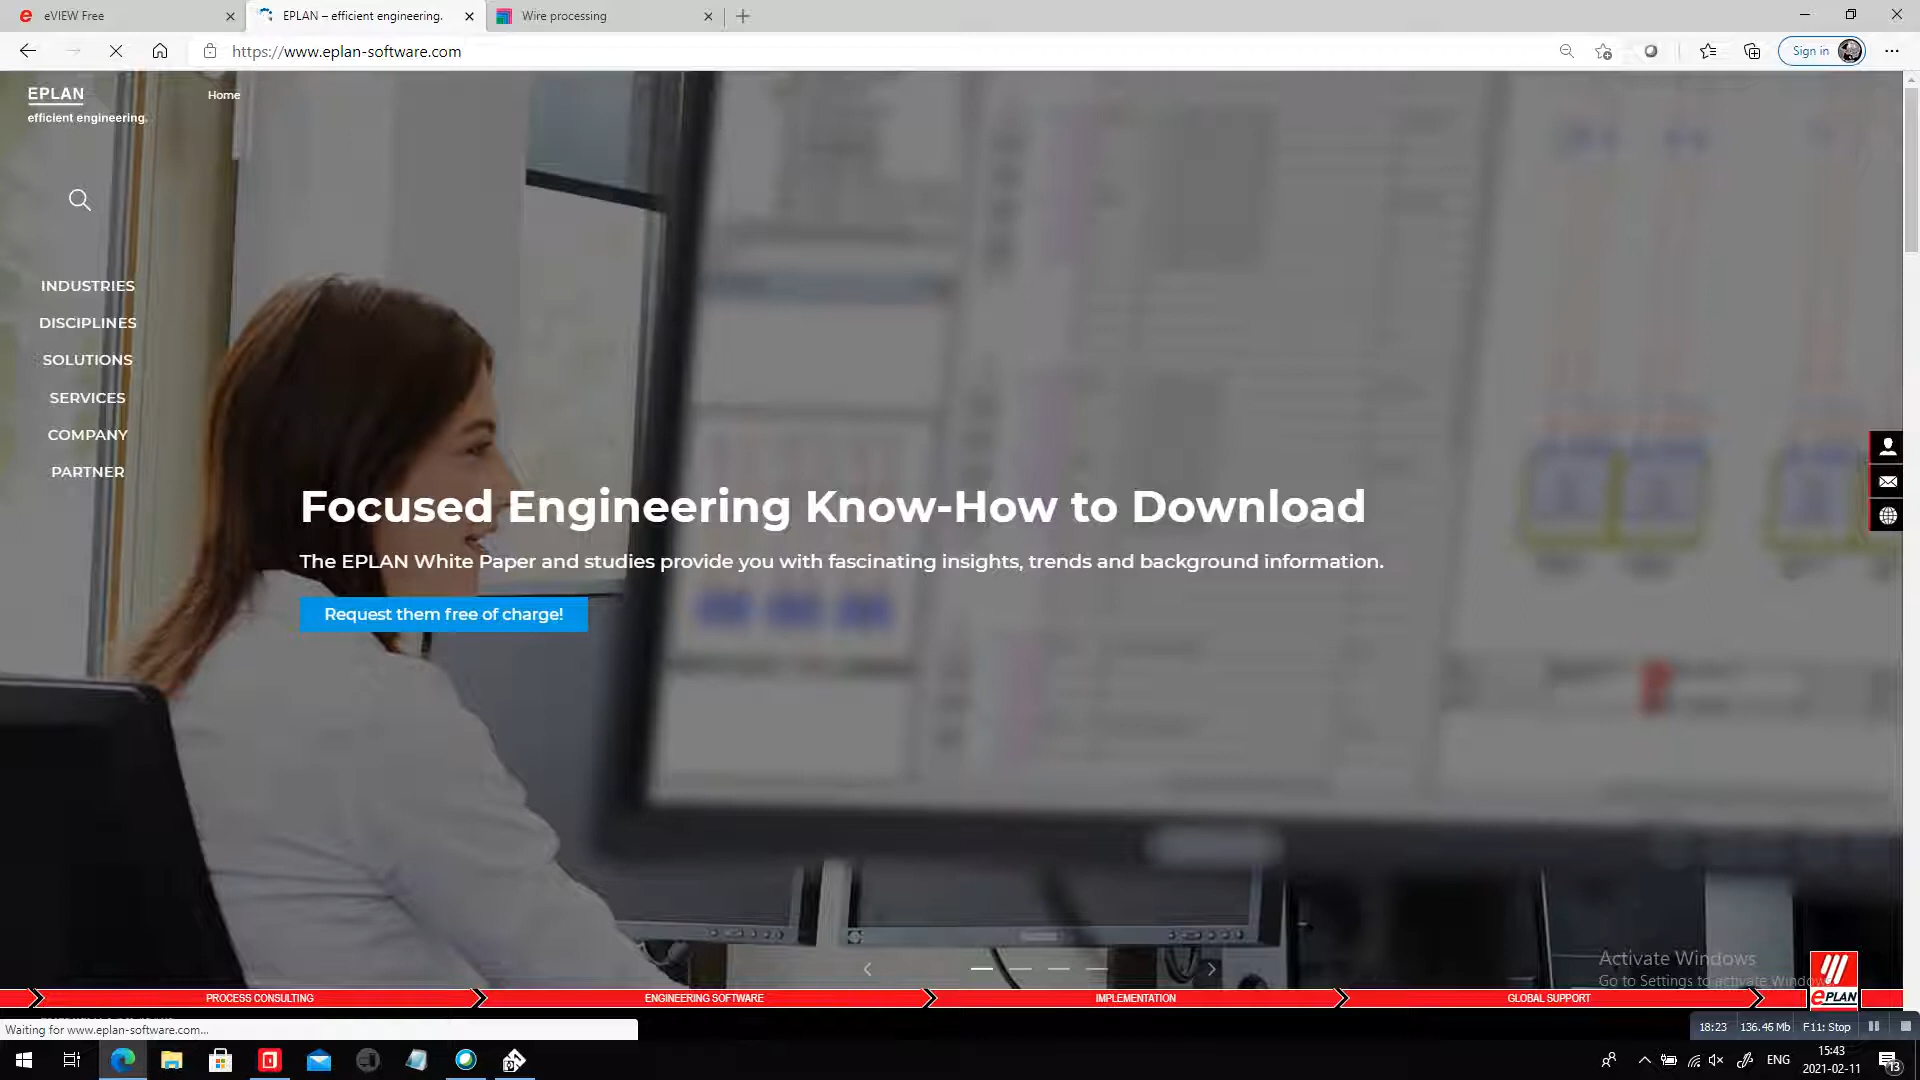 eVIEW Free
EPLAN – efficient engineering.
Wire processing
https://www.eplan-software.com
Sign in
EPLAN
efficient engineering.
Home
INDUSTRIES
DISCIPLINES
SOLUTIONS
SERVICES
COMPANY
PARTNER
Focused Engineering Know-How to Download
The EPLAN White Paper and studies provide you with fascinating insights, trends and background information.
Request them free of charge!
Activate Windows
Go to Settings to activate Windows.
PROCESS CONSULTING
ENGINEERING SOFTWARE
IMPLEMENTATION
GLOBAL SUPPORT
ePLAN
Waiting for www.eplan-software.com...
18:23
136.46 Mb
F11: Stop
ENG
15:43
2021-02-11
13